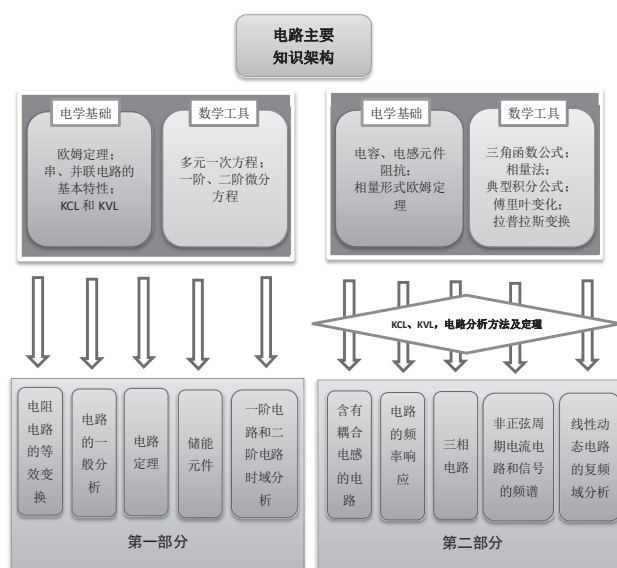 电路主要
知识架构
电学基础
欧姆定理；
串、并联电路的
基本特性；
KCL 和 KVL
数学工具
多元一次方程；
一阶、二阶微分
方程
电学基础
电容、电感元件
阻抗；
相量形式欧姆定
理
数学工具
三角函数公式；
相量法；
典型积分公式；
傅里叶变化；
拉普拉斯变换
KCL、KVL，电路分析方法及定理
电阻
电路
的等
效变
换
电路
的一
般分
析
电路
定理
储能
元件
一阶电
路和二
阶电路
时域分
析
第一部分
含有
耦合
电感
的电
路
电路
的频
率响
应
三相
电路
非正弦周
期电流电
路和信号
的频谱
线性动
态电路
的复频
域分析
第二部分